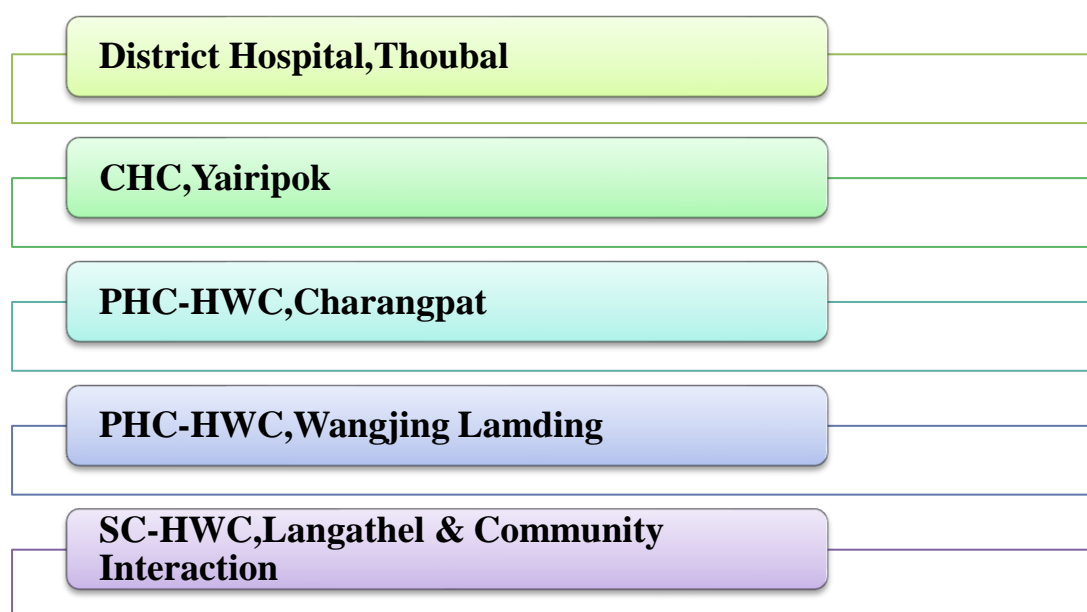 District Hospital,Thoubal
CHC,Yairipok
PHC-HWC,Charangpat
PHC-HWC,Wangjing Lamding
SC-HWC,Langathel & Community
Interaction